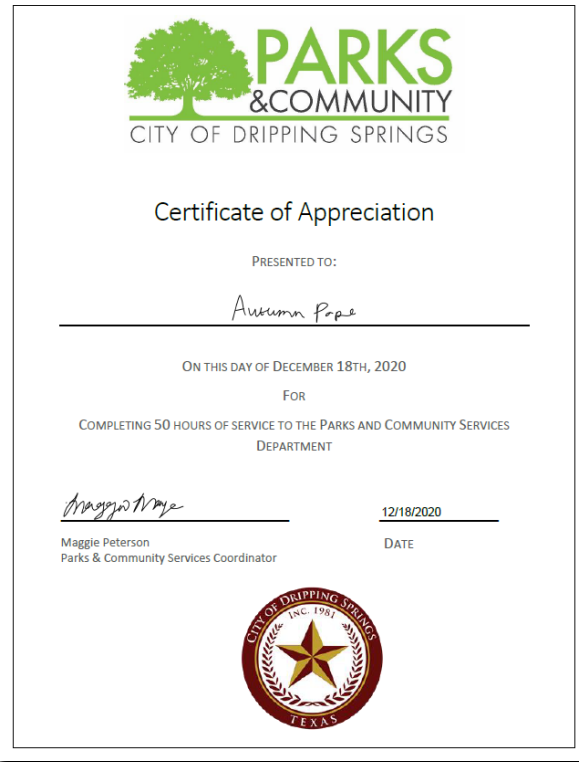 PARKS
&COMMUNITY
CITY OF DRIPPING SPRINGS
Certificate of Appreciation
PRESENTED TO:
Autumn Pope
ON THIS DAY OF DECEMBER 18TH, 2020
FOR
COMPLETING 50 HOURS OF SERVICE TO THE PARKS AND COMMUNITY SERVICES
DEPARTMENT
12/18/2020
Maggie Peterson
DATE
Parks & Community Services Coordinator
CITY OF DRIPPING SPRINGS
INC. 1981
TEXAS